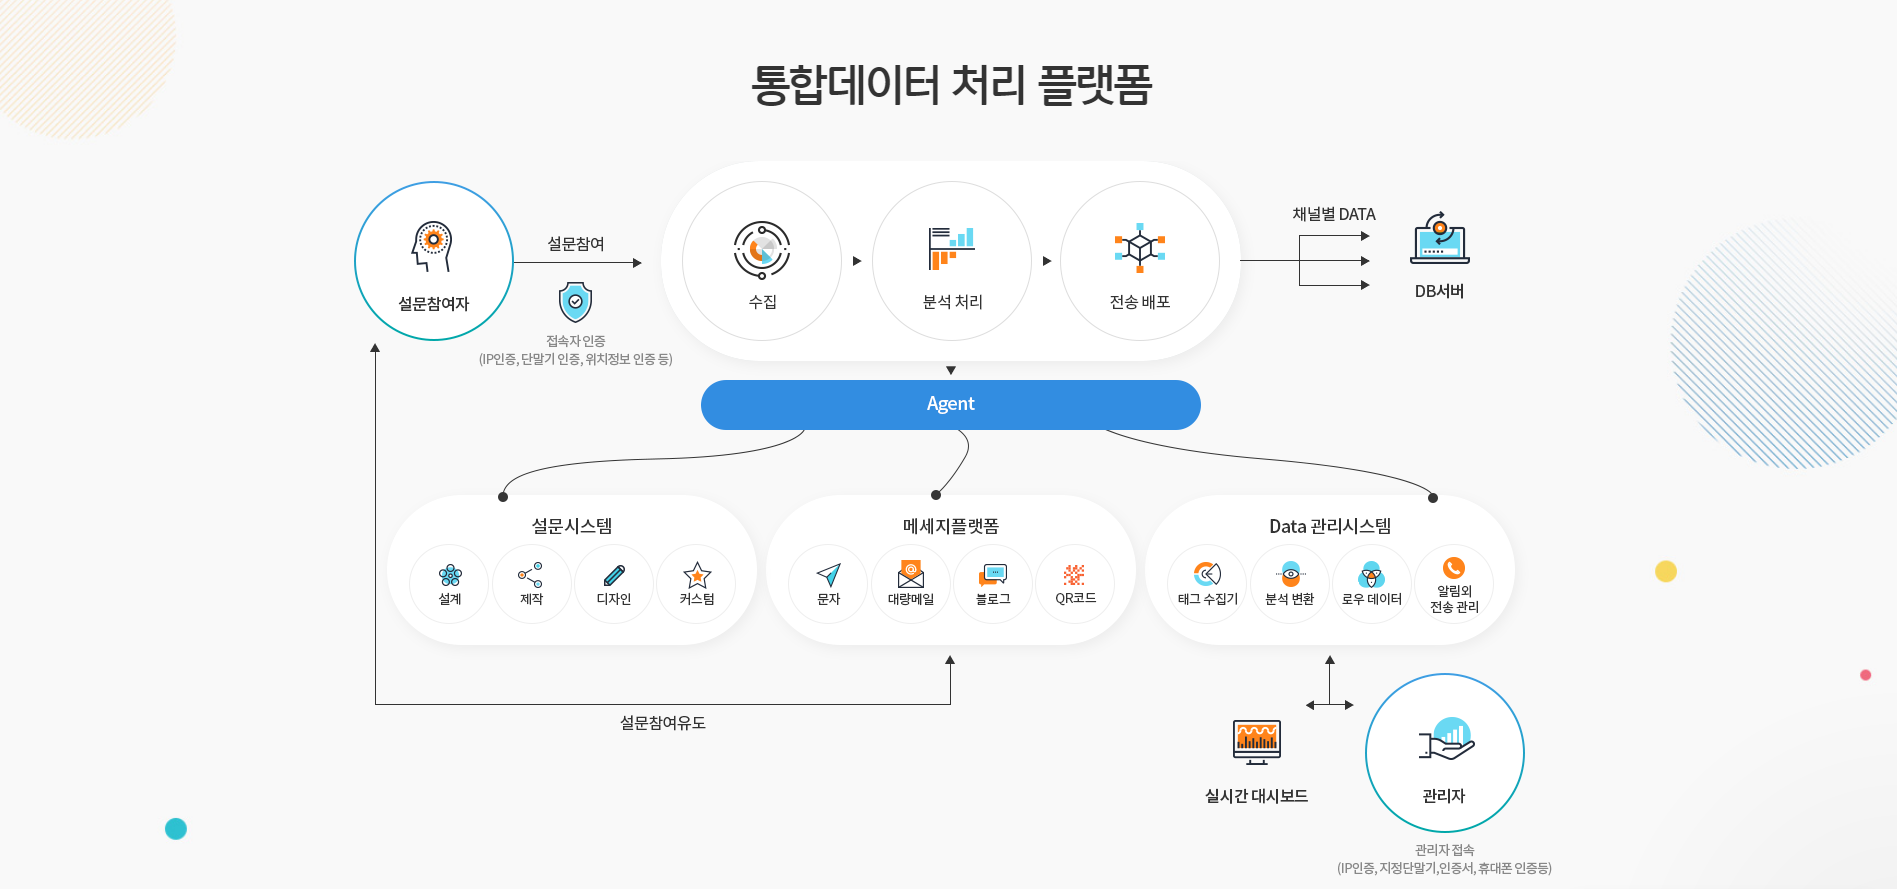 통합데이터 처리 플랫폼
설문참여자
설문참여
접속자 인증
(IP인증, 단말기 인증, 위치정보 인증 등)
수집
분석 처리
전송 배포
채널별 DATA
DB서버
Agent
설문시스템
설계
제작
디자인
커스텀
메세지플랫폼
문자
대량메일
블로그
QR코드
Data 관리시스템
태그 수집기
분석 변환
로우 데이터
알림외
전송 관리
설문참여유도
실시간 대시보드
관리자
관리자 접속
(IP인증, 지정단말기,인증서, 휴대폰 인증등)